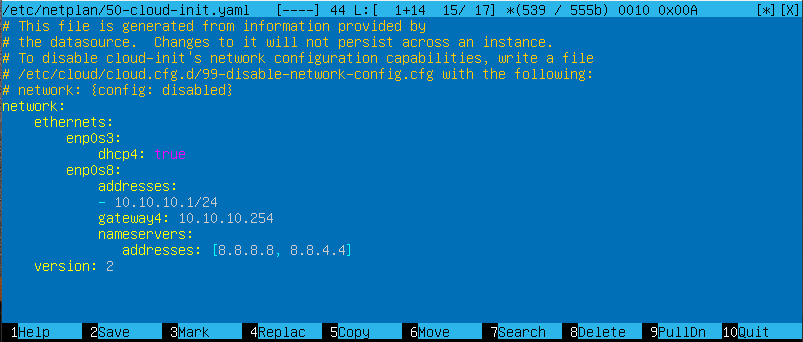 /etc/netplan/50-cloud-init.yaml   [----] 44 L:[  1+14  15/ 17] *(539 / 555b) 0010 0x00A       [*][X]
# This file is generated from information provided by
# the datasource.  Changes to it will not persist across an instance.
# To disable cloud-init's network configuration capabilities, write a file
# /etc/cloud/cloud.cfg.d/99-disable-network-config.cfg with the following:
# network: {config: disabled}
network:
    ethernets:
        enp0s3:
            dhcp4: true
        enp0s8:
            addresses:
            - 10.10.10.1/24
            gateway4: 10.10.10.254
            nameservers:
               addresses: [8.8.8.8, 8.8.4.4]
    version: 2
1Help 2Save 3Mark 4Replac 5Copy 6Move 7Search 8Delete 9PullDn 10Quit